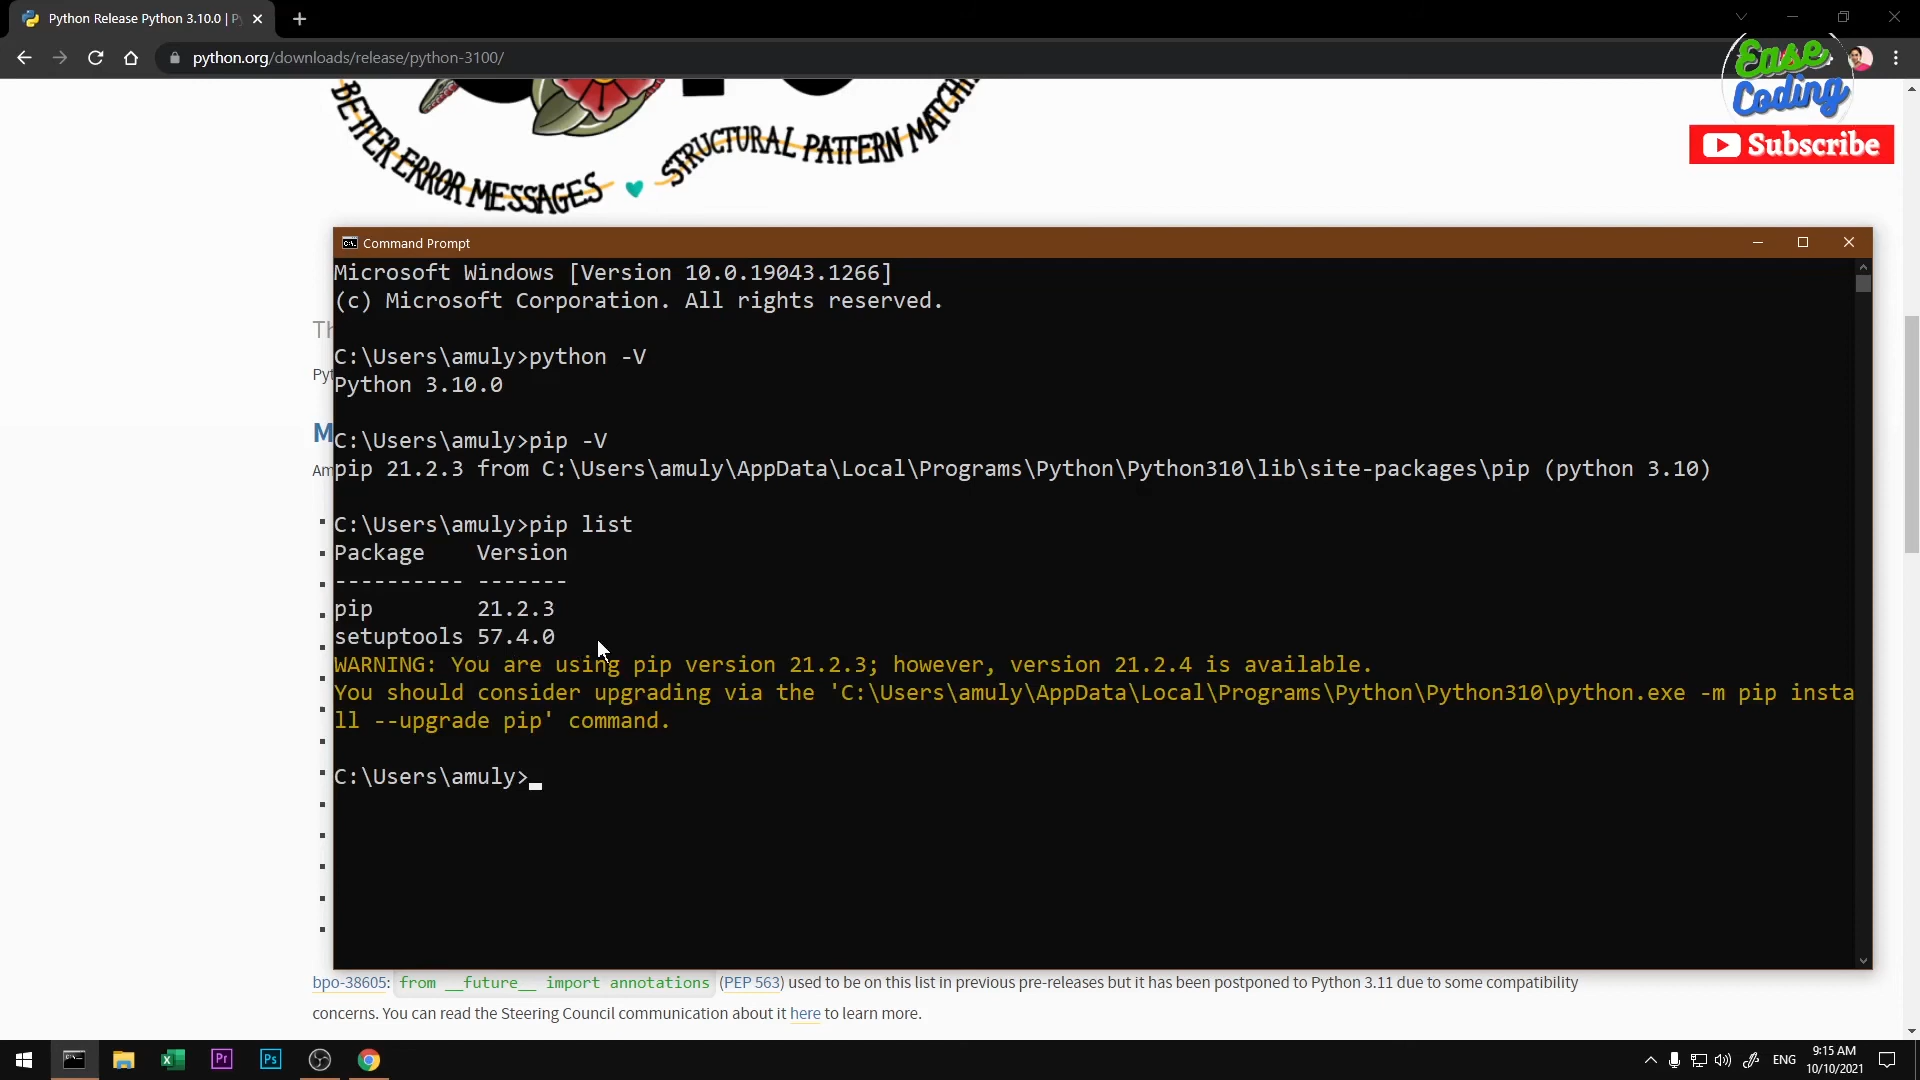 Python Release Python 3.10.0 | Py
python.org/downloads/release/python-3100/
Ease
Coding
Subscribe
BETTER ERROR MESSAGES
STRUCTURAL PATTERN MATCHING
Command Prompt
Microsoft Windows [Version 10.0.19043.1266]
(c) Microsoft Corporation. All rights reserved.
C:\Users\amuly>python -V
Python 3.10.0
C:\Users\amuly>pip -V
pip 21.2.3 from C:\Users\amuly\AppData\Local\Programs\Python\Python310\lib\site-packages\pip (python 3.10)
C:\Users\amuly>pip list
Package    Version
---------- -------
pip        21.2.3
setuptools 57.4.0
WARNING: You are using pip version 21.2.3; however, version 21.2.4 is available.
You should consider upgrading via the 'C:\Users\amuly\AppData\Local\Programs\Python\Python310\python.exe -m pip insta
ll --upgrade pip' command.
C:\Users\amuly>
bpo-38605: from __future__ import annotations (PEP 563) used to be on this list in previous pre-releases but it has been postponed to Python 3.11 due to some compatibility
concerns. You can read the Steering Council communication about it here to learn more.
Pr
Ps
ENG
9:15 AM
10/10/2021